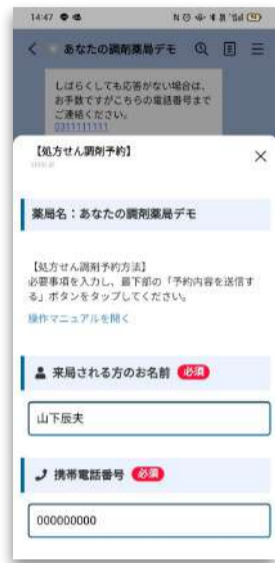 14:47
あなたの調剤薬局デモ
しばらくしても応答がない場合は、
お手数ですがこちらの電話番号まで
ご連絡ください。
0311111111
【処方せん調剤予約】
薬局名：あなたの調剤薬局デモ
【処方せん調剤予約方法】
必要事項を入力し、最下部の「予約内容を送信す
る」ボタンをタップしてください。
操作マニュアルを開く
来局される方のお名前 必須
山下辰夫
携帯電話番号 必須
000000000